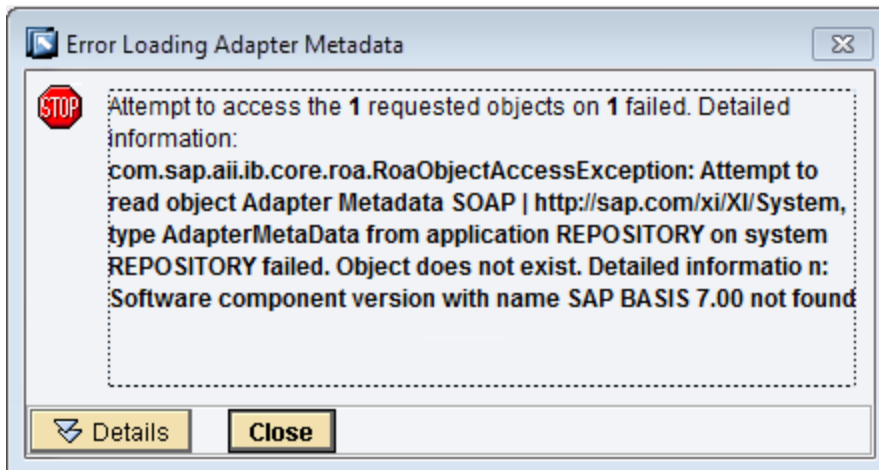 Error Loading Adapter Metadata
STOP
Attempt to access the 1 requested objects on 1 failed. Detailed
information:
com.sap.aii.ib.core.roa.RoaObjectAccessException: Attempt to
read object Adapter Metadata SOAP | http://sap.com/xi/XI/System,
type AdapterMetaData from application REPOSITORY on system
REPOSITORY failed. Object does not exist. Detailed informatio n:
Software component version with name SAP BASIS 7.00 not found
Details
Close